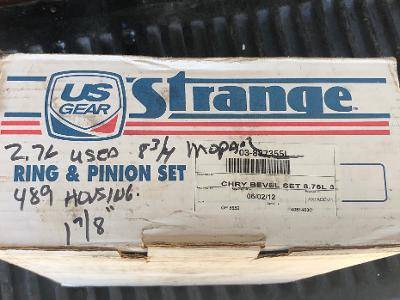 US GEAR Strange
2.76 USED 8 3/4 mopar
RING & PINION SET
489 HOUSING.
1 7/8"
CHRY BEVEL SET 8.75L 3
06/02/12